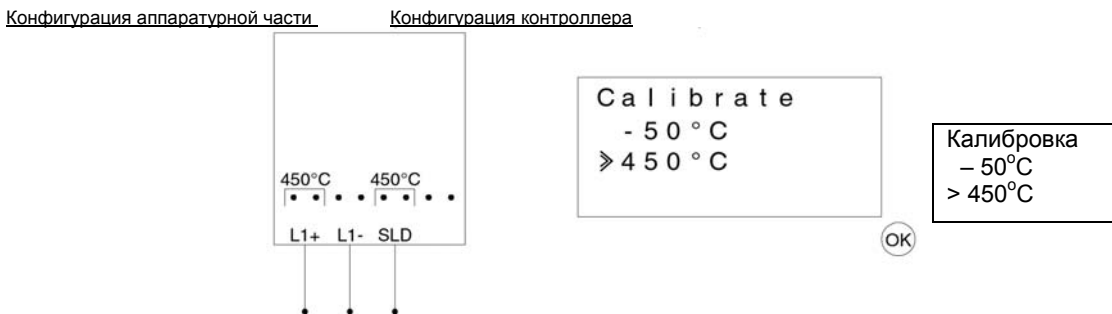 Конфигурация аппаратурной части Конфигурация контроллера
Calibrate
- 50°C
≫450°C
Калибровка
– 50°C
> 450°C
450°C 450°C
L1+ L1- SLD
OK